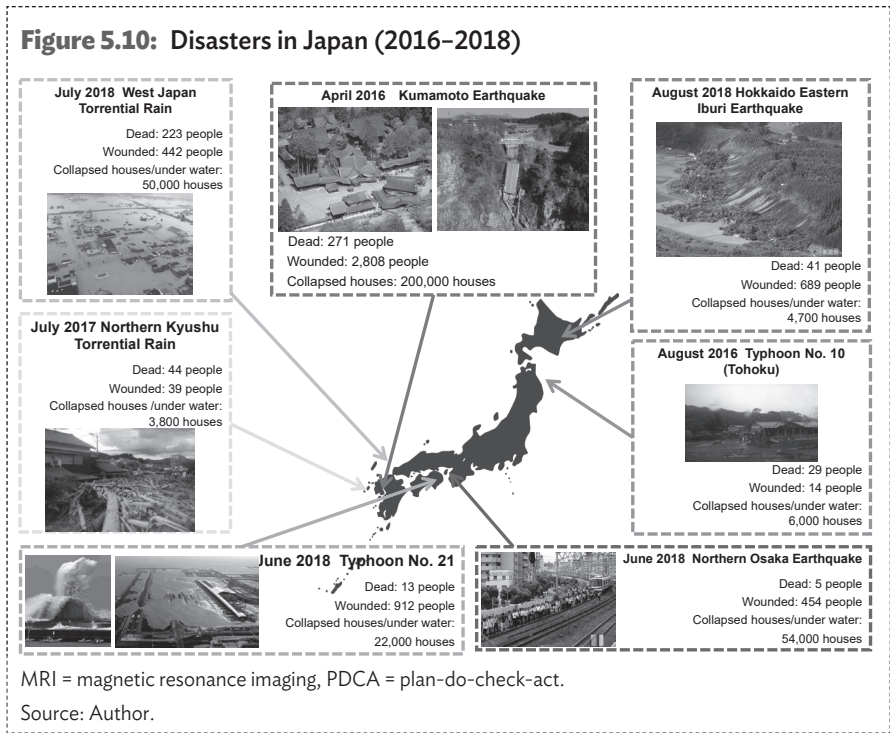 Figure 5.10: Disasters in Japan (2016–2018)
July 2018 West Japan
Torrential Rain
Dead: 223 people
Wounded: 442 people
Collapsed houses/under water:
50,000 houses
April 2016 Kumamoto Earthquake
Dead: 271 people
Wounded: 2,808 people
Collapsed houses: 200,000 houses
August 2018 Hokkaido Eastern
Iburi Earthquake
Dead: 41 people
Wounded: 689 people
Collapsed houses/under water:
4,700 houses
July 2017 Northern Kyushu
Torrential Rain
Dead: 44 people
Wounded: 39 people
Collapsed houses /under water:
3,800 houses
August 2016 Typhoon No. 10
(Tohoku)
Dead: 29 people
Wounded: 14 people
Collapsed houses/under water:
6,000 houses
June 2018 Typhoon No. 21
Dead: 13 people
Wounded: 912 people
Collapsed houses/under water:
22,000 houses
June 2018 Northern Osaka Earthquake
Dead: 5 people
Wounded: 454 people
Collapsed houses/under water:
54,000 houses
MRI = magnetic resonance imaging, PDCA = plan-do-check-act.
Source: Author.